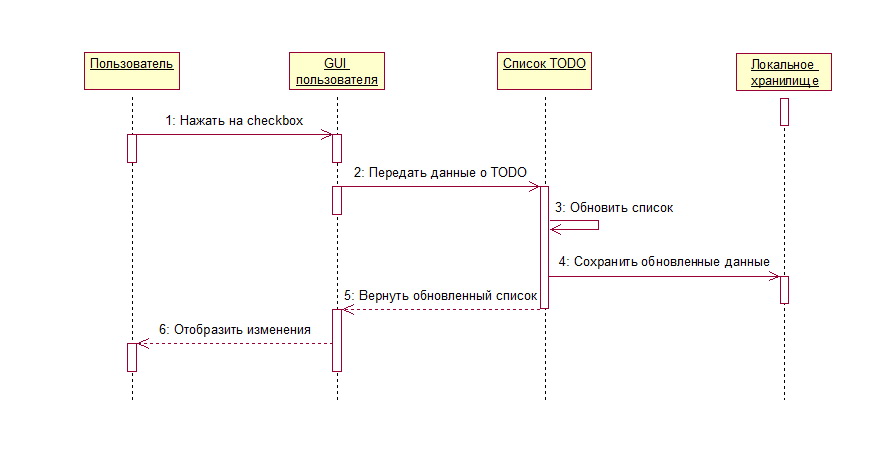 Пользователь
GUI
пользователя
Список TODO
Локальное
хранилище
1: Нажать на checkbox
2: Передать данные о TODO
3: Обновить список
4: Сохранить обновленные данные
5: Вернуть обновленный список
6: Отобразить изменения